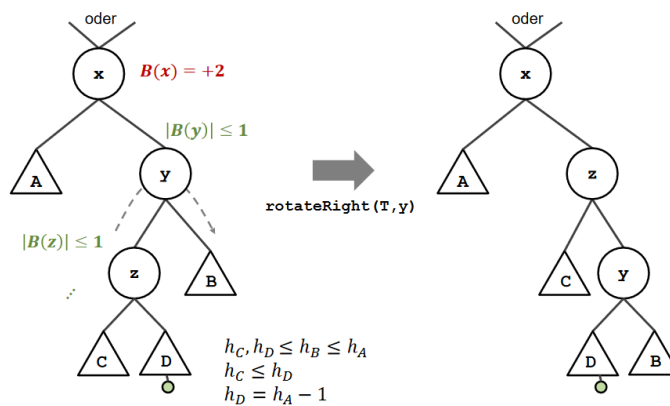 oder
x
B(x) = +2
|B(y)| ≤ 1
A
y
|B(z)| ≤ 1
z
B
C
D
h_C, h_D ≤ h_B ≤ h_A
h_C ≤ h_D
h_D = h_A − 1
rotateRight(T,y)
oder
x
A
z
C
y
D
B